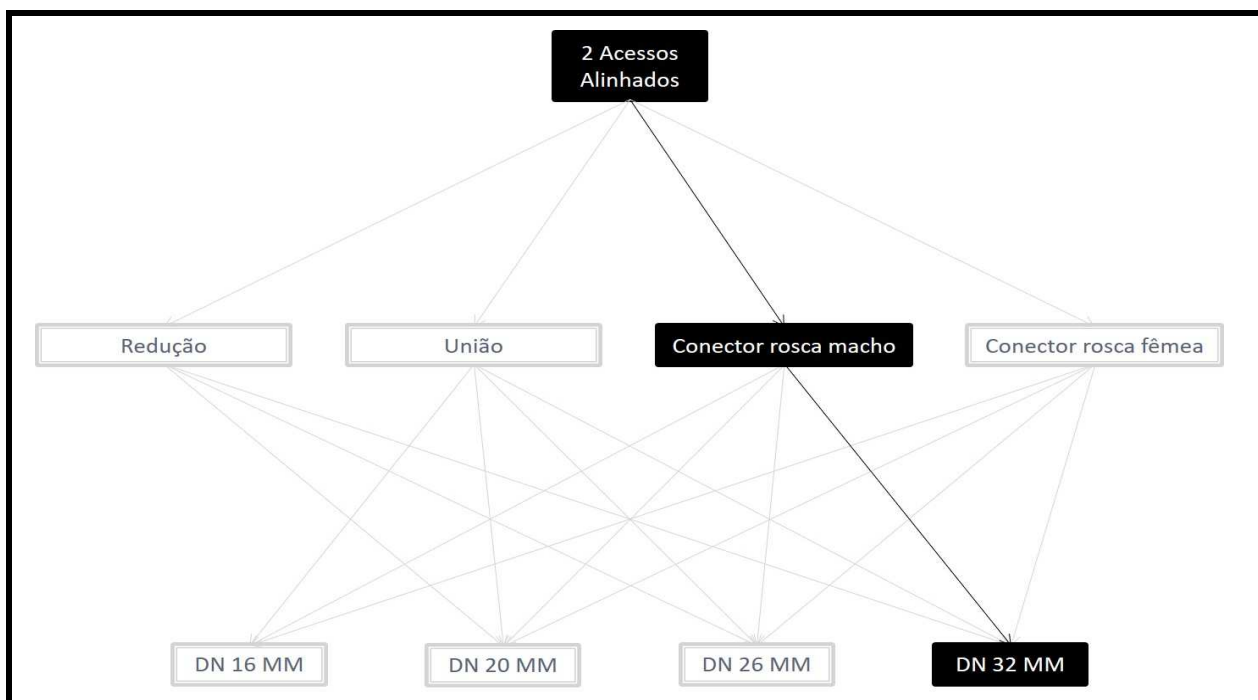 2 Acessos
Alinhados
Redução
União
Conector rosca macho
Conector rosca fêmea
DN 16 MM
DN 20 MM
DN 26 MM
DN 32 MM